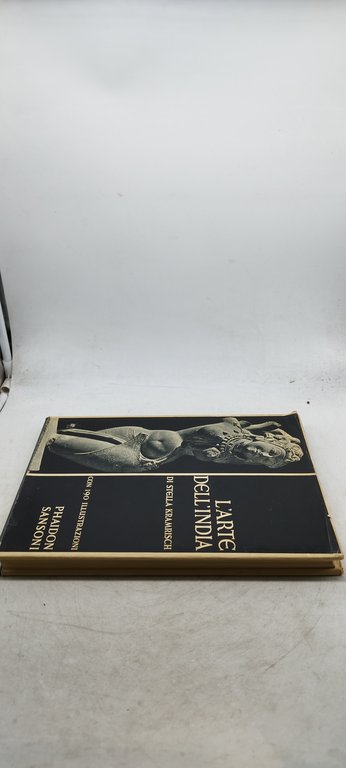 L'ARTE
DELL'INDIA
DI STELLA KRAMRISCH
CON 190 ILLUSTRAZIONI
PHAIDON
SANSONI